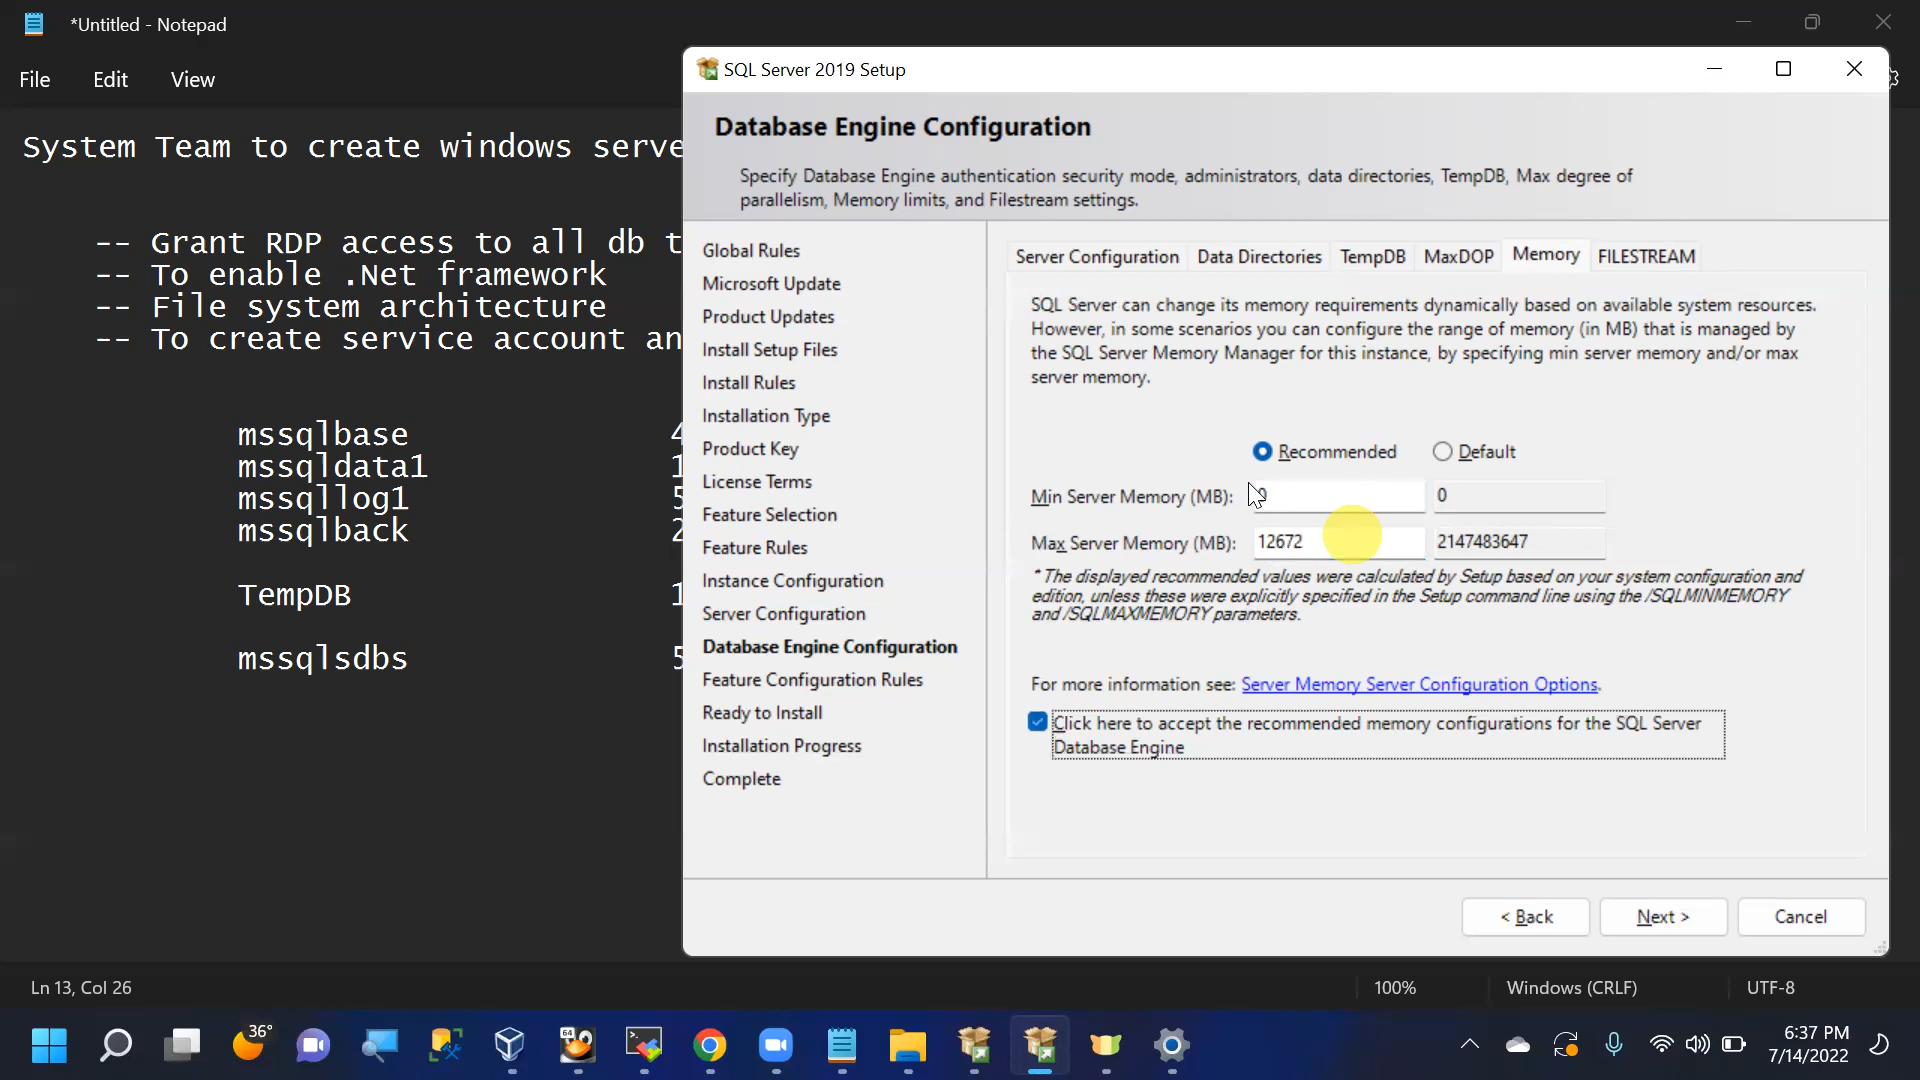 *Untitled - Notepad
File Edit View
System Team to create windows serve
-- Grant RDP access to all db t
-- To enable .Net framework
-- File system architecture
-- To create service account an
mssqlbase 4
mssqldata1 1
mssqllog1 5
mssqlback 2
TempDB 1
mssqlsdbs 5
Ln 13, Col 26
100%
Windows (CRLF)
UTF-8
SQL Server 2019 Setup
Database Engine Configuration
Specify Database Engine authentication security mode, administrators, data directories, TempDB, Max degree of
parallelism, Memory limits, and Filestream settings.
Global Rules
Microsoft Update
Product Updates
Install Setup Files
Install Rules
Installation Type
Product Key
License Terms
Feature Selection
Feature Rules
Instance Configuration
Server Configuration
Database Engine Configuration
Feature Configuration Rules
Ready to Install
Installation Progress
Complete
Server Configuration Data Directories TempDB MaxDOP Memory FILESTREAM
SQL Server can change its memory requirements dynamically based on available system resources.
However, in some scenarios you can configure the range of memory (in MB) that is managed by
the SQL Server Memory Manager for this instance, by specifying min server memory and/or max
server memory.
Recommended Default
Min Server Memory (MB): 0 0
Max Server Memory (MB): 12672 2147483647
* The displayed recommended values were calculated by Setup based on your system configuration and
edition, unless these were explicitly specified in the Setup command line using the /SQLMINMEMORY
and /SQLMAXMEMORY parameters.
For more information see: Server Memory Server Configuration Options.
Click here to accept the recommended memory configurations for the SQL Server
Database Engine
< Back Next > Cancel
36°
64
6:37 PM
7/14/2022